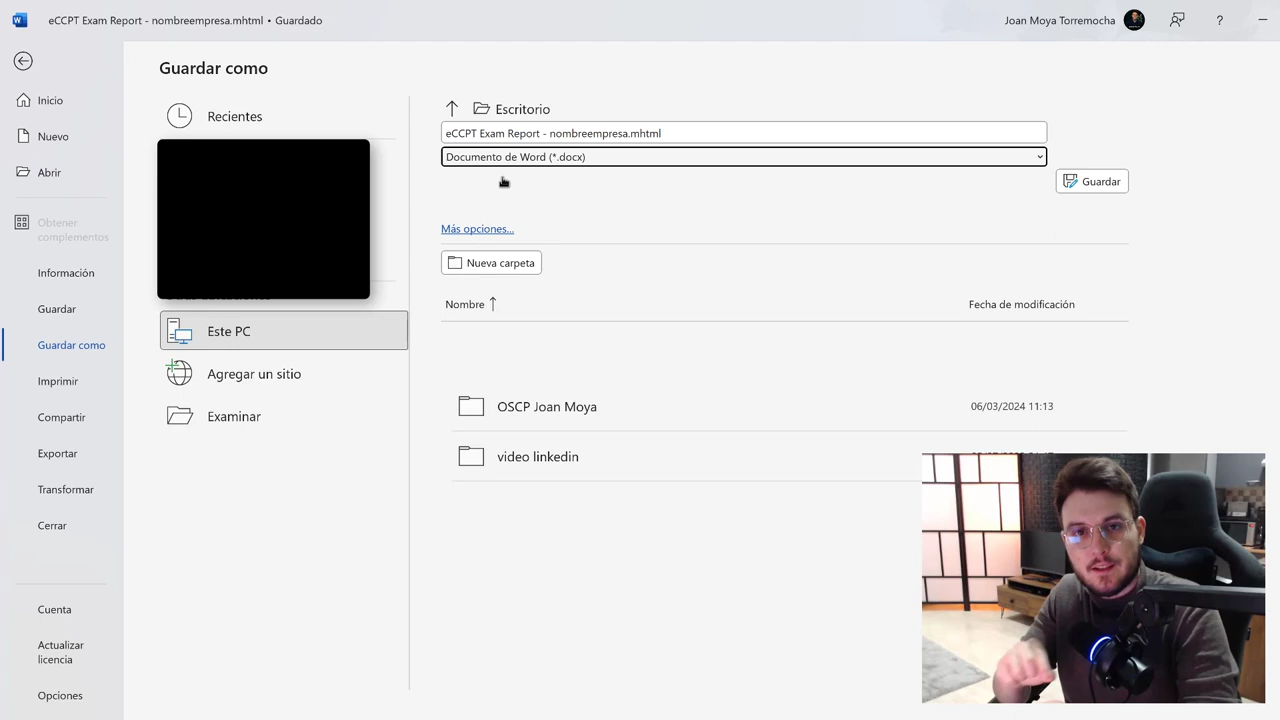 eCCPT Exam Report - nombreempresa.mhtml • Guardado
Joan Moya Torremocha
?
Guardar como
Inicio
Nuevo
Abrir
Obtener
complementos
Información
Guardar
Guardar como
Imprimir
Compartir
Exportar
Transformar
Cerrar
Cuenta
Actualizar
licencia
Opciones
Recientes
Este PC
Agregar un sitio
Examinar
Escritorio
eCCPT Exam Report - nombreempresa.mhtml
Documento de Word (*.docx)
Guardar
Más opciones...
Nueva carpeta
Nombre
Fecha de modificación
OSCP Joan Moya
06/03/2024 11:13
video linkedin